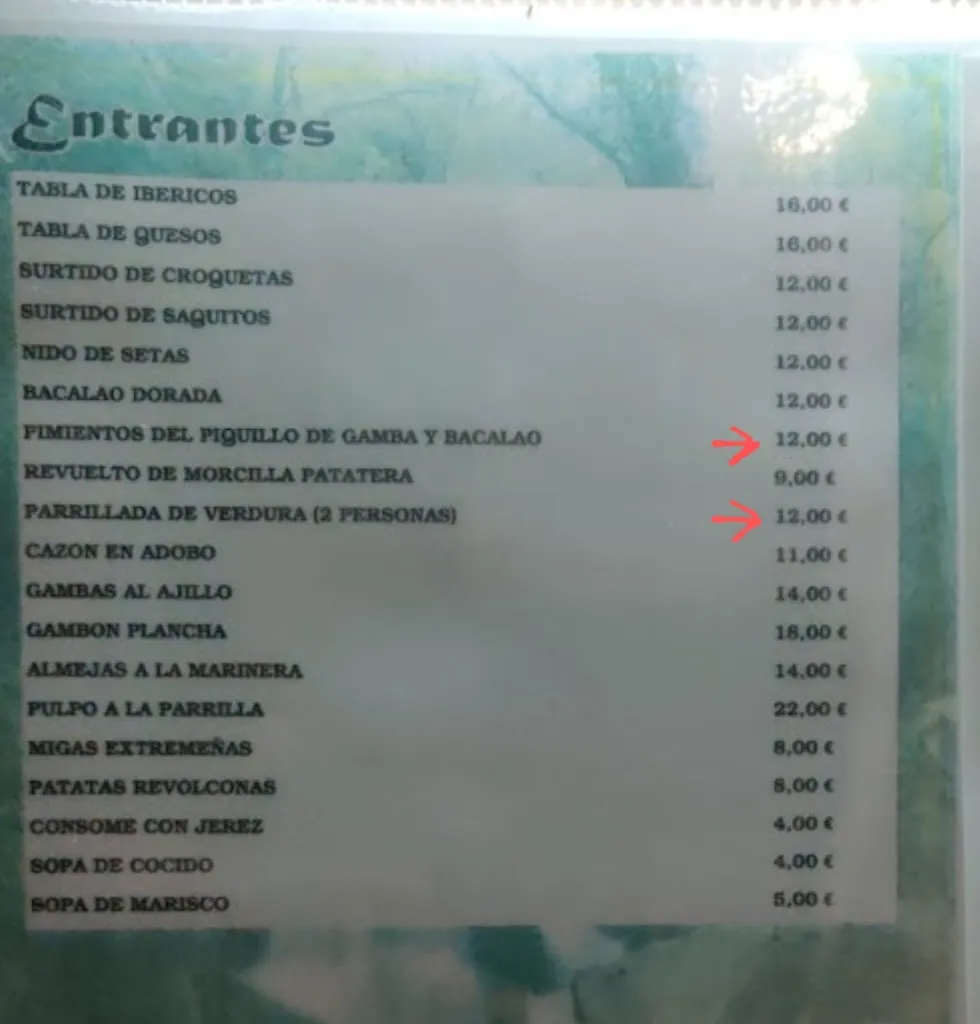 Entrantes
TABLA DE IBERICOS 16,00 €
TABLA DE QUESOS 16,00 €
SURTIDO DE CROQUETAS 12,00 €
SURTIDO DE SAQUITOS 12,00 €
NIDO DE SETAS 12,00 €
BACALAO DORADA 12,00 €
PIMIENTOS DEL PIQUILLO DE GAMBA Y BACALAO 12,00 €
REVUELTO DE MORCILLA PATATERA 9,00 €
PARRILLADA DE VERDURA (2 PERSONAS) 12,00 €
CAZON EN ADOBO 11,00 €
GAMBAS AL AJILLO 14,00 €
GAMBON PLANCHA 16,00 €
ALMEJAS A LA MARINERA 14,00 €
PULPO A LA PARRILLA 22,00 €
MIGAS EXTREMEÑAS 8,00 €
PATATAS REVOLCONAS 8,00 €
CONSOME CON JEREZ 4,00 €
SOPA DE COCIDO 4,00 €
SOPA DE MARISCO 5,00 €